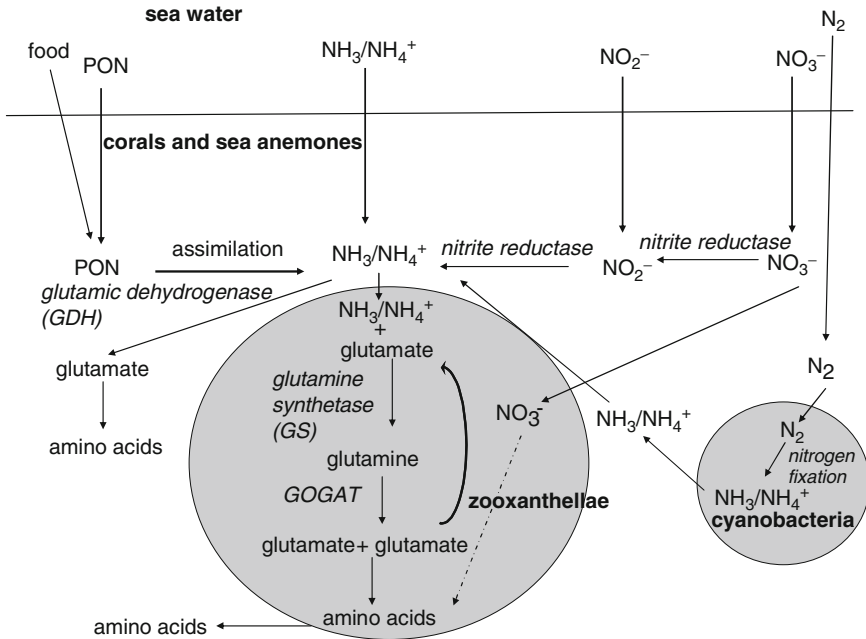 sea water
N₂
food
PON
NH₃/NH₄⁺
NO₂⁻
NO₃⁻
corals and sea anemones
assimilation
NH₃/NH₄⁺
nitrite reductase
nitrite reductase
PON
NO₂⁻
NO₃⁻
glutamic dehydrogenase
(GDH)
NH₃/NH₄⁺
+
glutamate
glutamate
N₂
glutamine
synthetase
(GS)
NO₃⁻
NH₃/NH₄⁺
amino acids
N₂
nitrogen
fixation
glutamine
GOGAT
zooxanthellae
NH₃/NH₄⁺
cyanobacteria
glutamate+ glutamate
amino acids
amino acids